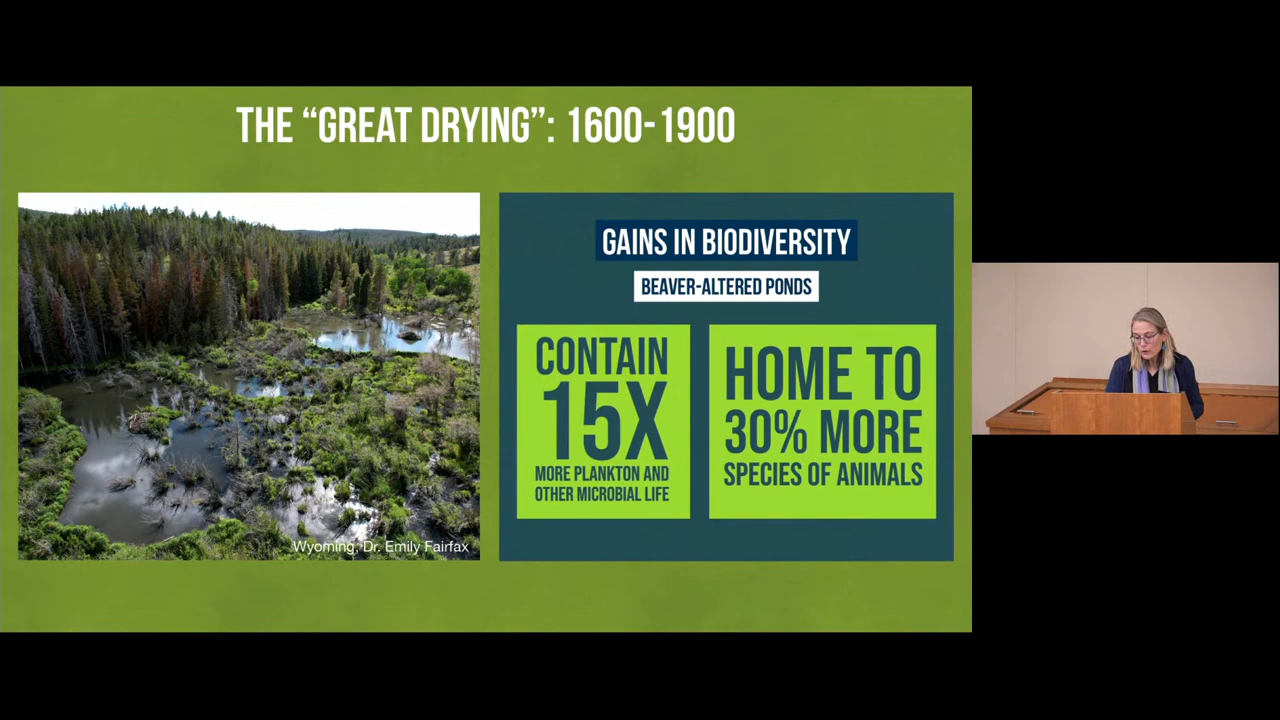 THE “GREAT DRYING”: 1600-1900
GAINS IN BIODIVERSITY
BEAVER-ALTERED PONDS
CONTAIN
15X
MORE PLANKTON AND
OTHER MICROBIAL LIFE
HOME TO
30% MORE
SPECIES OF ANIMALS
Wyoming, Dr. Emily Fairfax